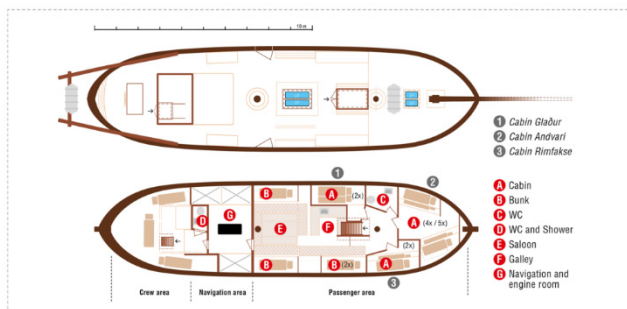 10 m
1 Cabin Glaður
2 Cabin Andvari
3 Cabin Rimfakse
A Cabin
B Bunk
C WC
D WC and Shower
E Saloon
F Galley
G Navigation and
engine room
1
2
B
A (2x)
C
D
G
E
F
A (4x / 5x)
(2x)
B
B (2x)
A
3
Crew area
Navigation area
Passenger area